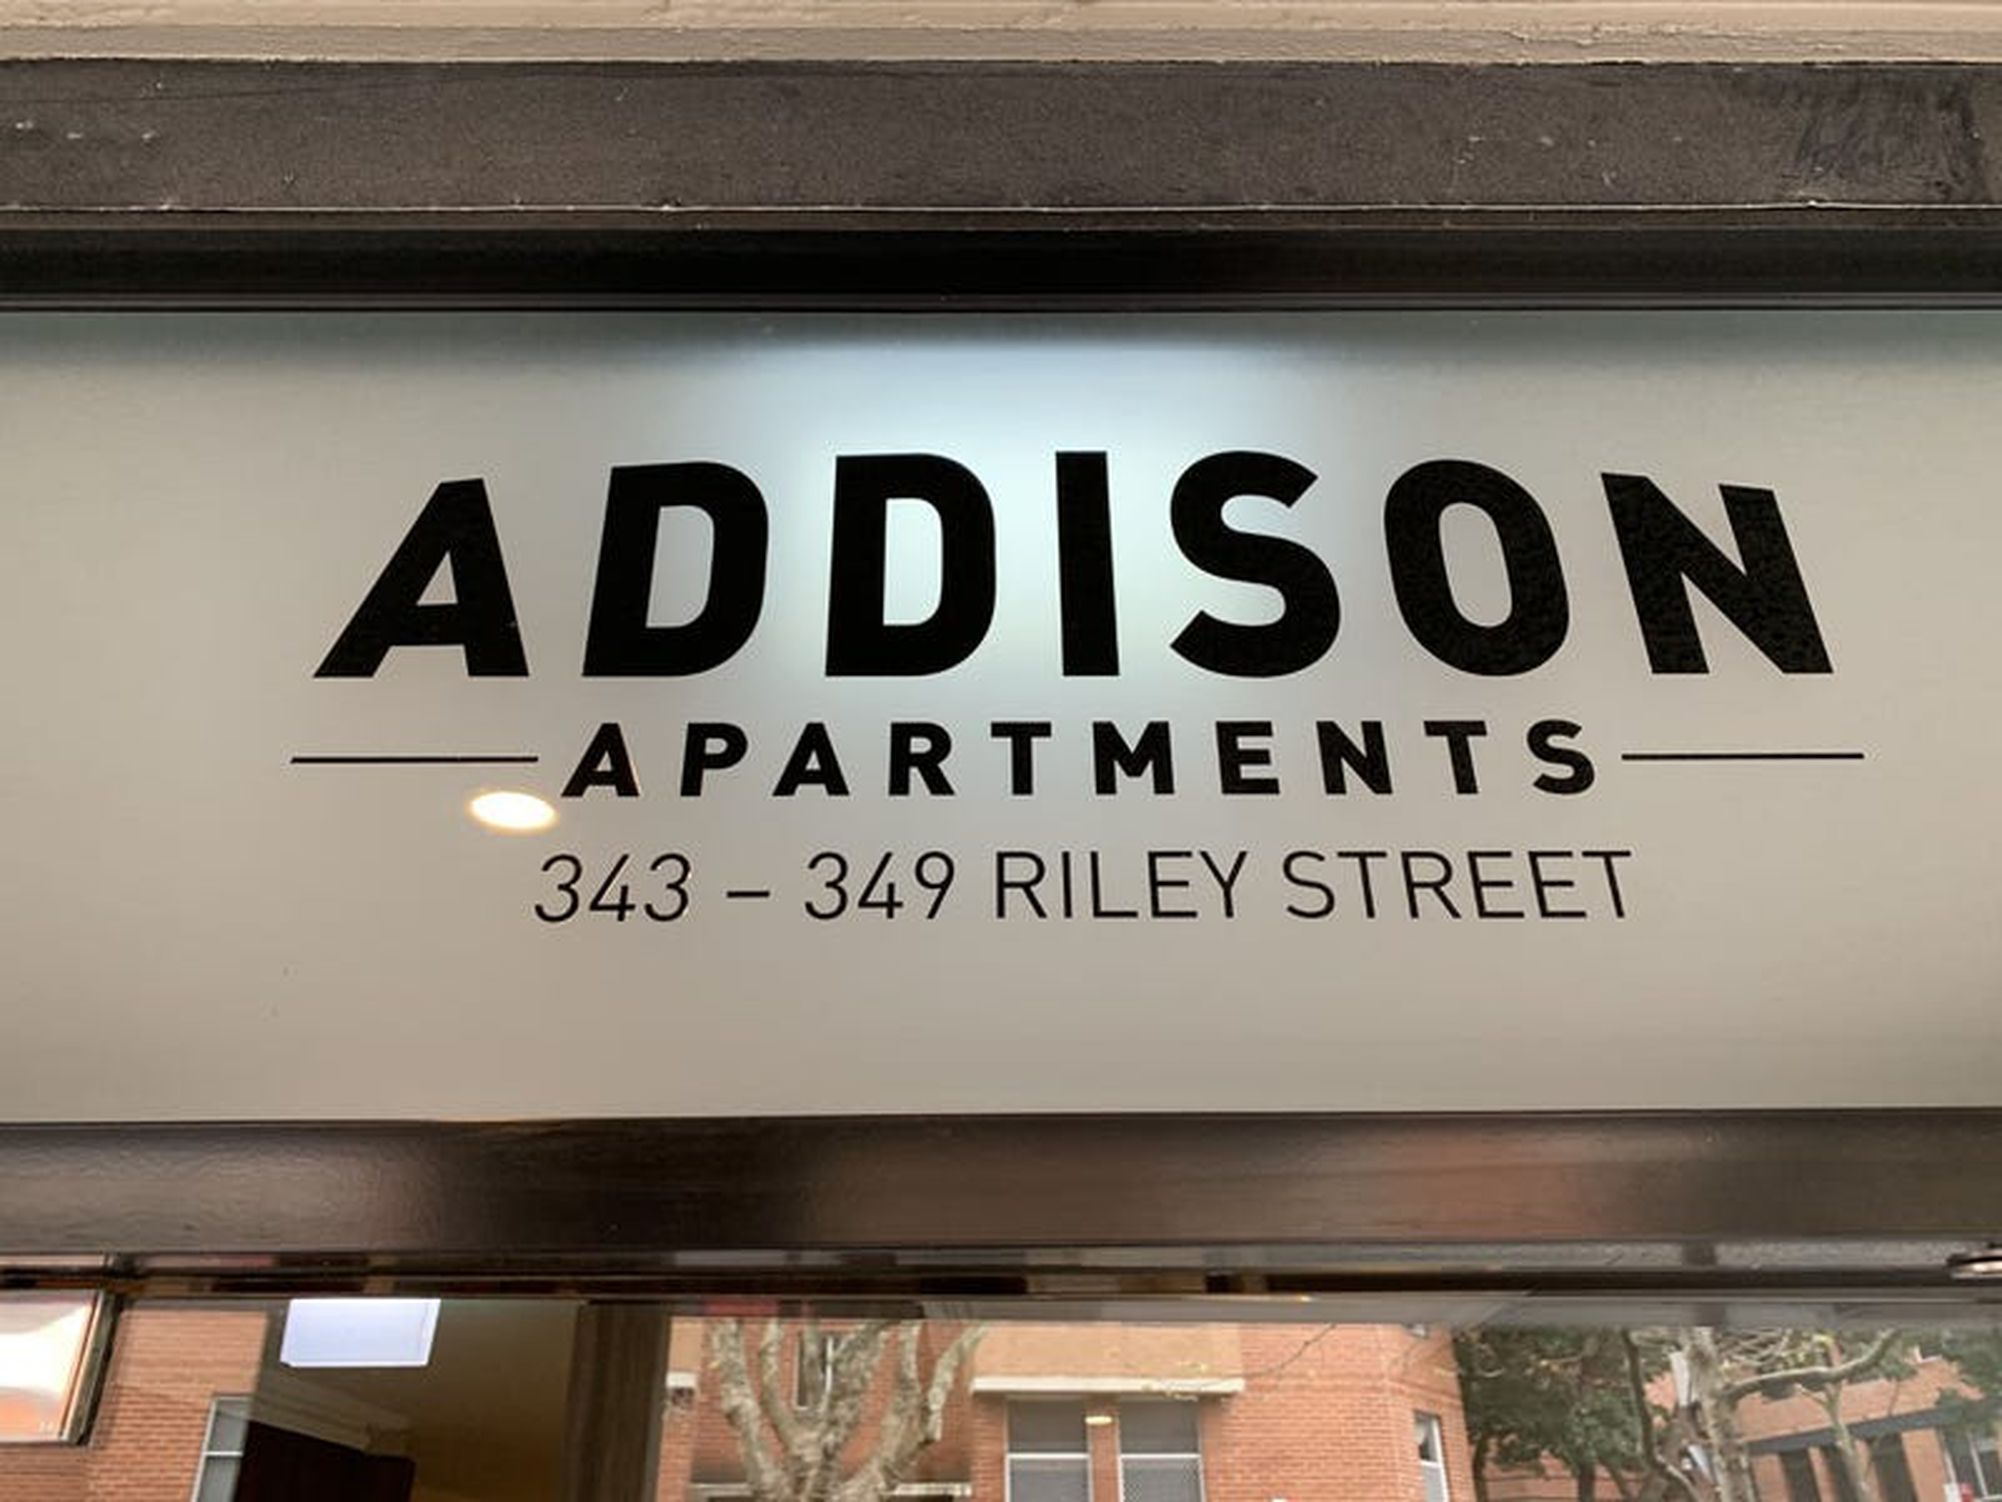 ADDISON
APARTMENTS
343 – 349 RILEY STREET